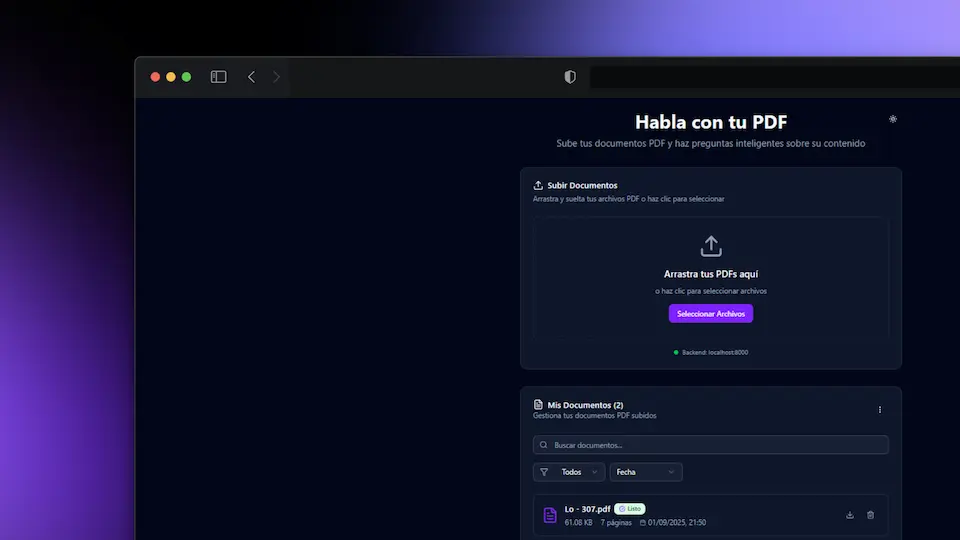 Habla con tu PDF
Sube tus documentos PDF y haz preguntas inteligentes sobre su contenido
Subir Documentos
Arrastra y suelta tus archivos PDF o haz clic para seleccionar
Arrastra tus PDFs aquí
o haz clic para seleccionar archivos
Seleccionar Archivos
Backend: localhost:8000
Mis Documentos (2)
Gestiona tus documentos PDF subidos
Buscar documentos...
Todos Fecha
Lo - 307.pdf Listo
61.08 KB 7 páginas 01/09/2025, 21:50